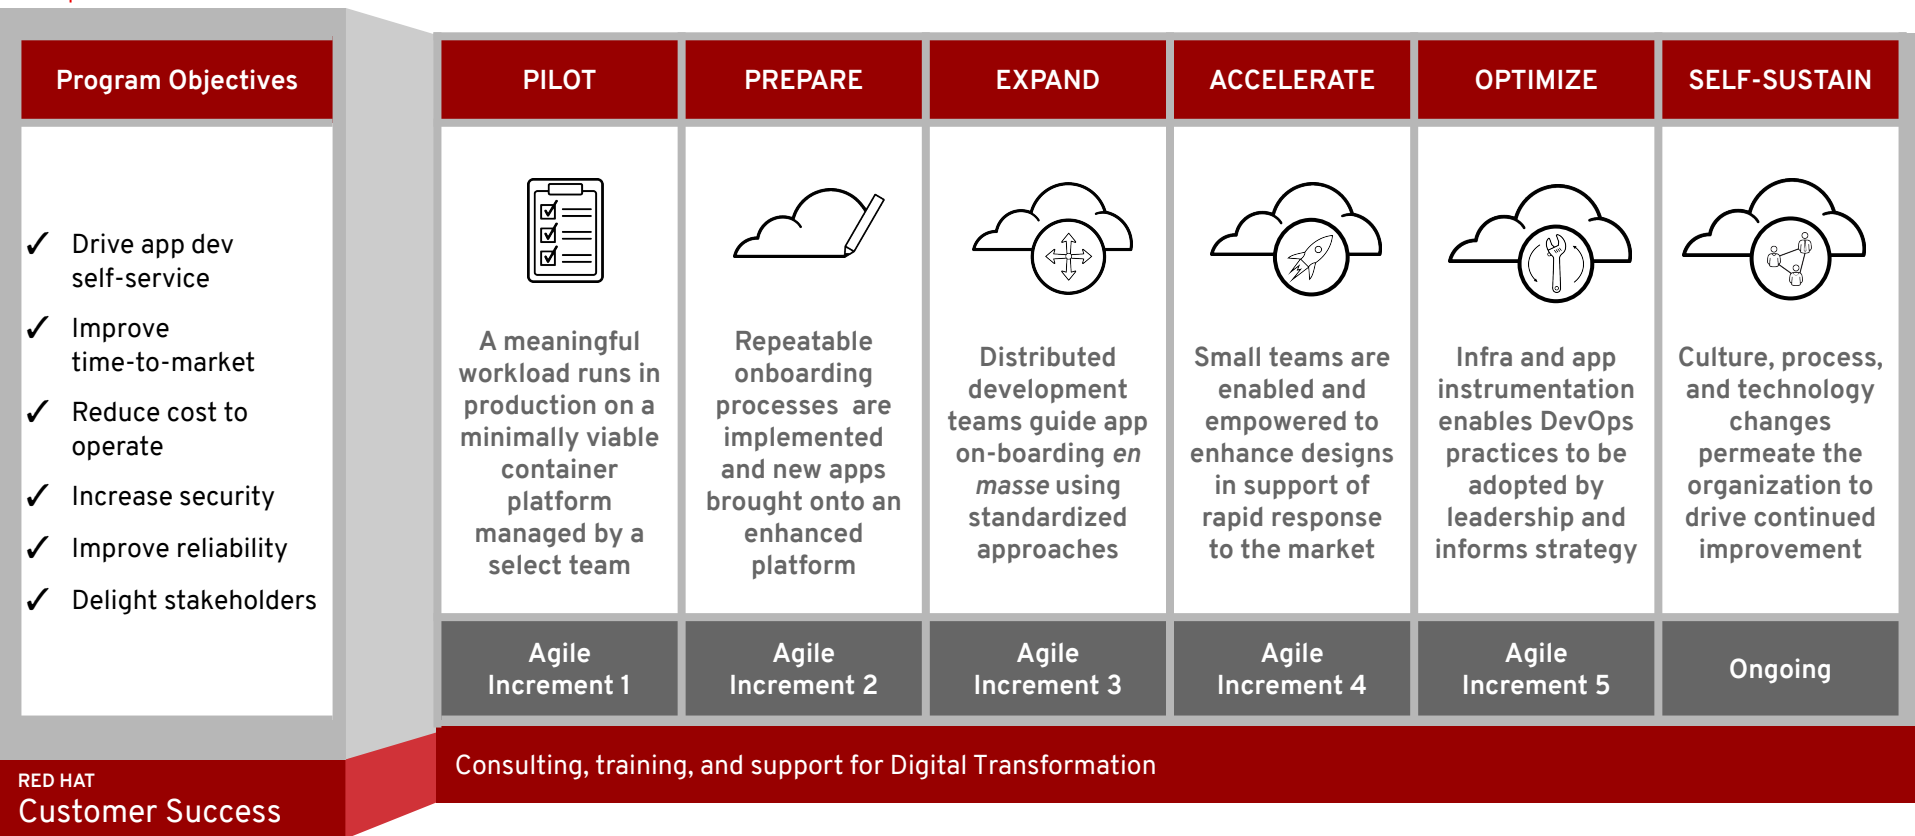 Program Objectives
✓ Drive app dev
self-service
✓ Improve
time-to-market
✓ Reduce cost to
operate
✓ Increase security
✓ Improve reliability
✓ Delight stakeholders
RED HAT
Customer Success
PILOT
A meaningful
workload runs in
production on a
minimally viable
container
platform
managed by a
select team
Agile
Increment 1
PREPARE
Repeatable
onboarding
processes are
implemented
and new apps
brought onto an
enhanced
platform
Agile
Increment 2
EXPAND
Distributed
development
teams guide app
on-boarding en
masse using
standardized
approaches
Agile
Increment 3
ACCELERATE
Small teams are
enabled and
empowered to
enhance designs
in support of
rapid response
to the market
Agile
Increment 4
OPTIMIZE
Infra and app
instrumentation
enables DevOps
practices to be
adopted by
leadership and
informs strategy
Agile
Increment 5
SELF-SUSTAIN
Culture, process,
and technology
changes
permeate the
organization to
drive continued
improvement
Ongoing
Consulting, training, and support for Digital Transformation